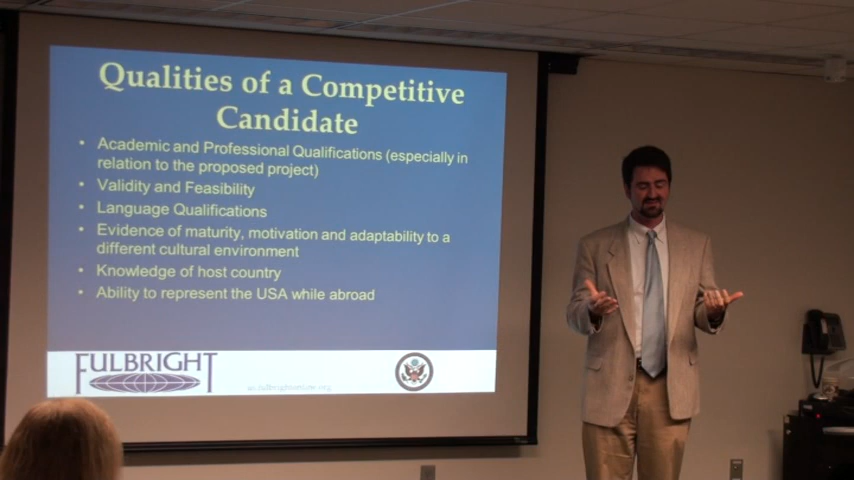 Qualities of a Competitive
Candidate
• Academic and Professional Qualifications (especially in
relation to the proposed project)
• Validity and Feasibility
• Language Qualifications
• Evidence of maturity, motivation and adaptability to a
different cultural environment
• Knowledge of host country
• Ability to represent the USA while abroad
FULBRIGHT